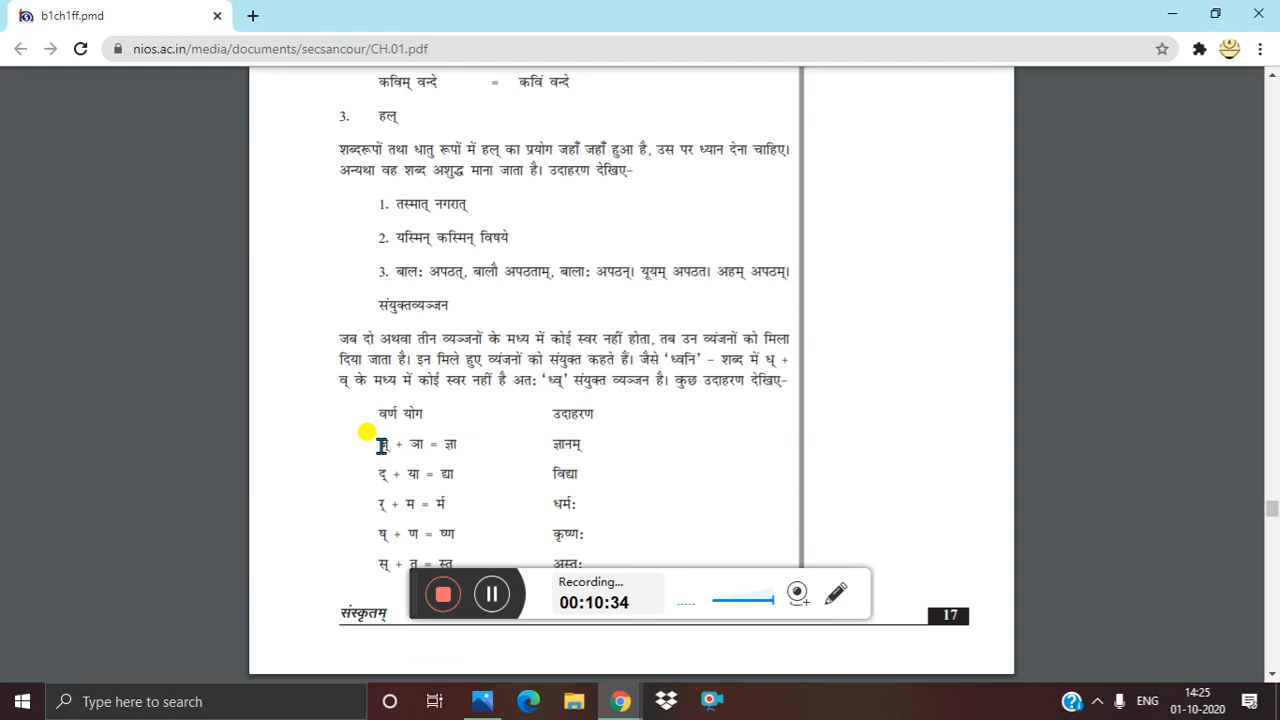 b1ch1ff.pmd
nios.ac.in/media/documents/secsancour/CH.01.pdf
कविम् वन्दे = कविं वन्दे
3. हल्
शब्दरूपों तथा धातु रूपों में हल् का प्रयोग जहाँ जहाँ हुआ है, उस पर ध्यान देना चाहिए।
अन्यथा वह शब्द अशुद्ध माना जाता है। उदाहरण देखिए-
1. तस्मात् नगरात्
2. यस्मिन् कस्मिन् विषये
3. बाल: अपठत्, बालौ अपठताम्, बाला: अपठन्। यूयम् अपठत। अहम् अपठम्।
संयुक्तव्यञ्जन
जब दो अथवा तीन व्यञ्जनों के मध्य में कोई स्वर नहीं होता, तब उन व्यंजनों को मिला
दिया जाता है। इन मिले हुए व्यंजनों को संयुक्त कहते हैं। जैसे ‘ध्वनि’ - शब्द में ध् +
व् के मध्य में कोई स्वर नहीं है अत: ‘ध्व्’ संयुक्त व्यञ्जन है। कुछ उदाहरण देखिए-
वर्ण योग उदाहरण
+ ञा = ज्ञा ज्ञानम्
द् + या = द्या विद्या
र् + म = र्म धर्म:
ष् + ण = ष्ण कृष्ण:
स् + त = स्त अस्त:
Recording...
00:10:34
संस्कृतम् 17
Type here to search
ENG
14:25
01-10-2020